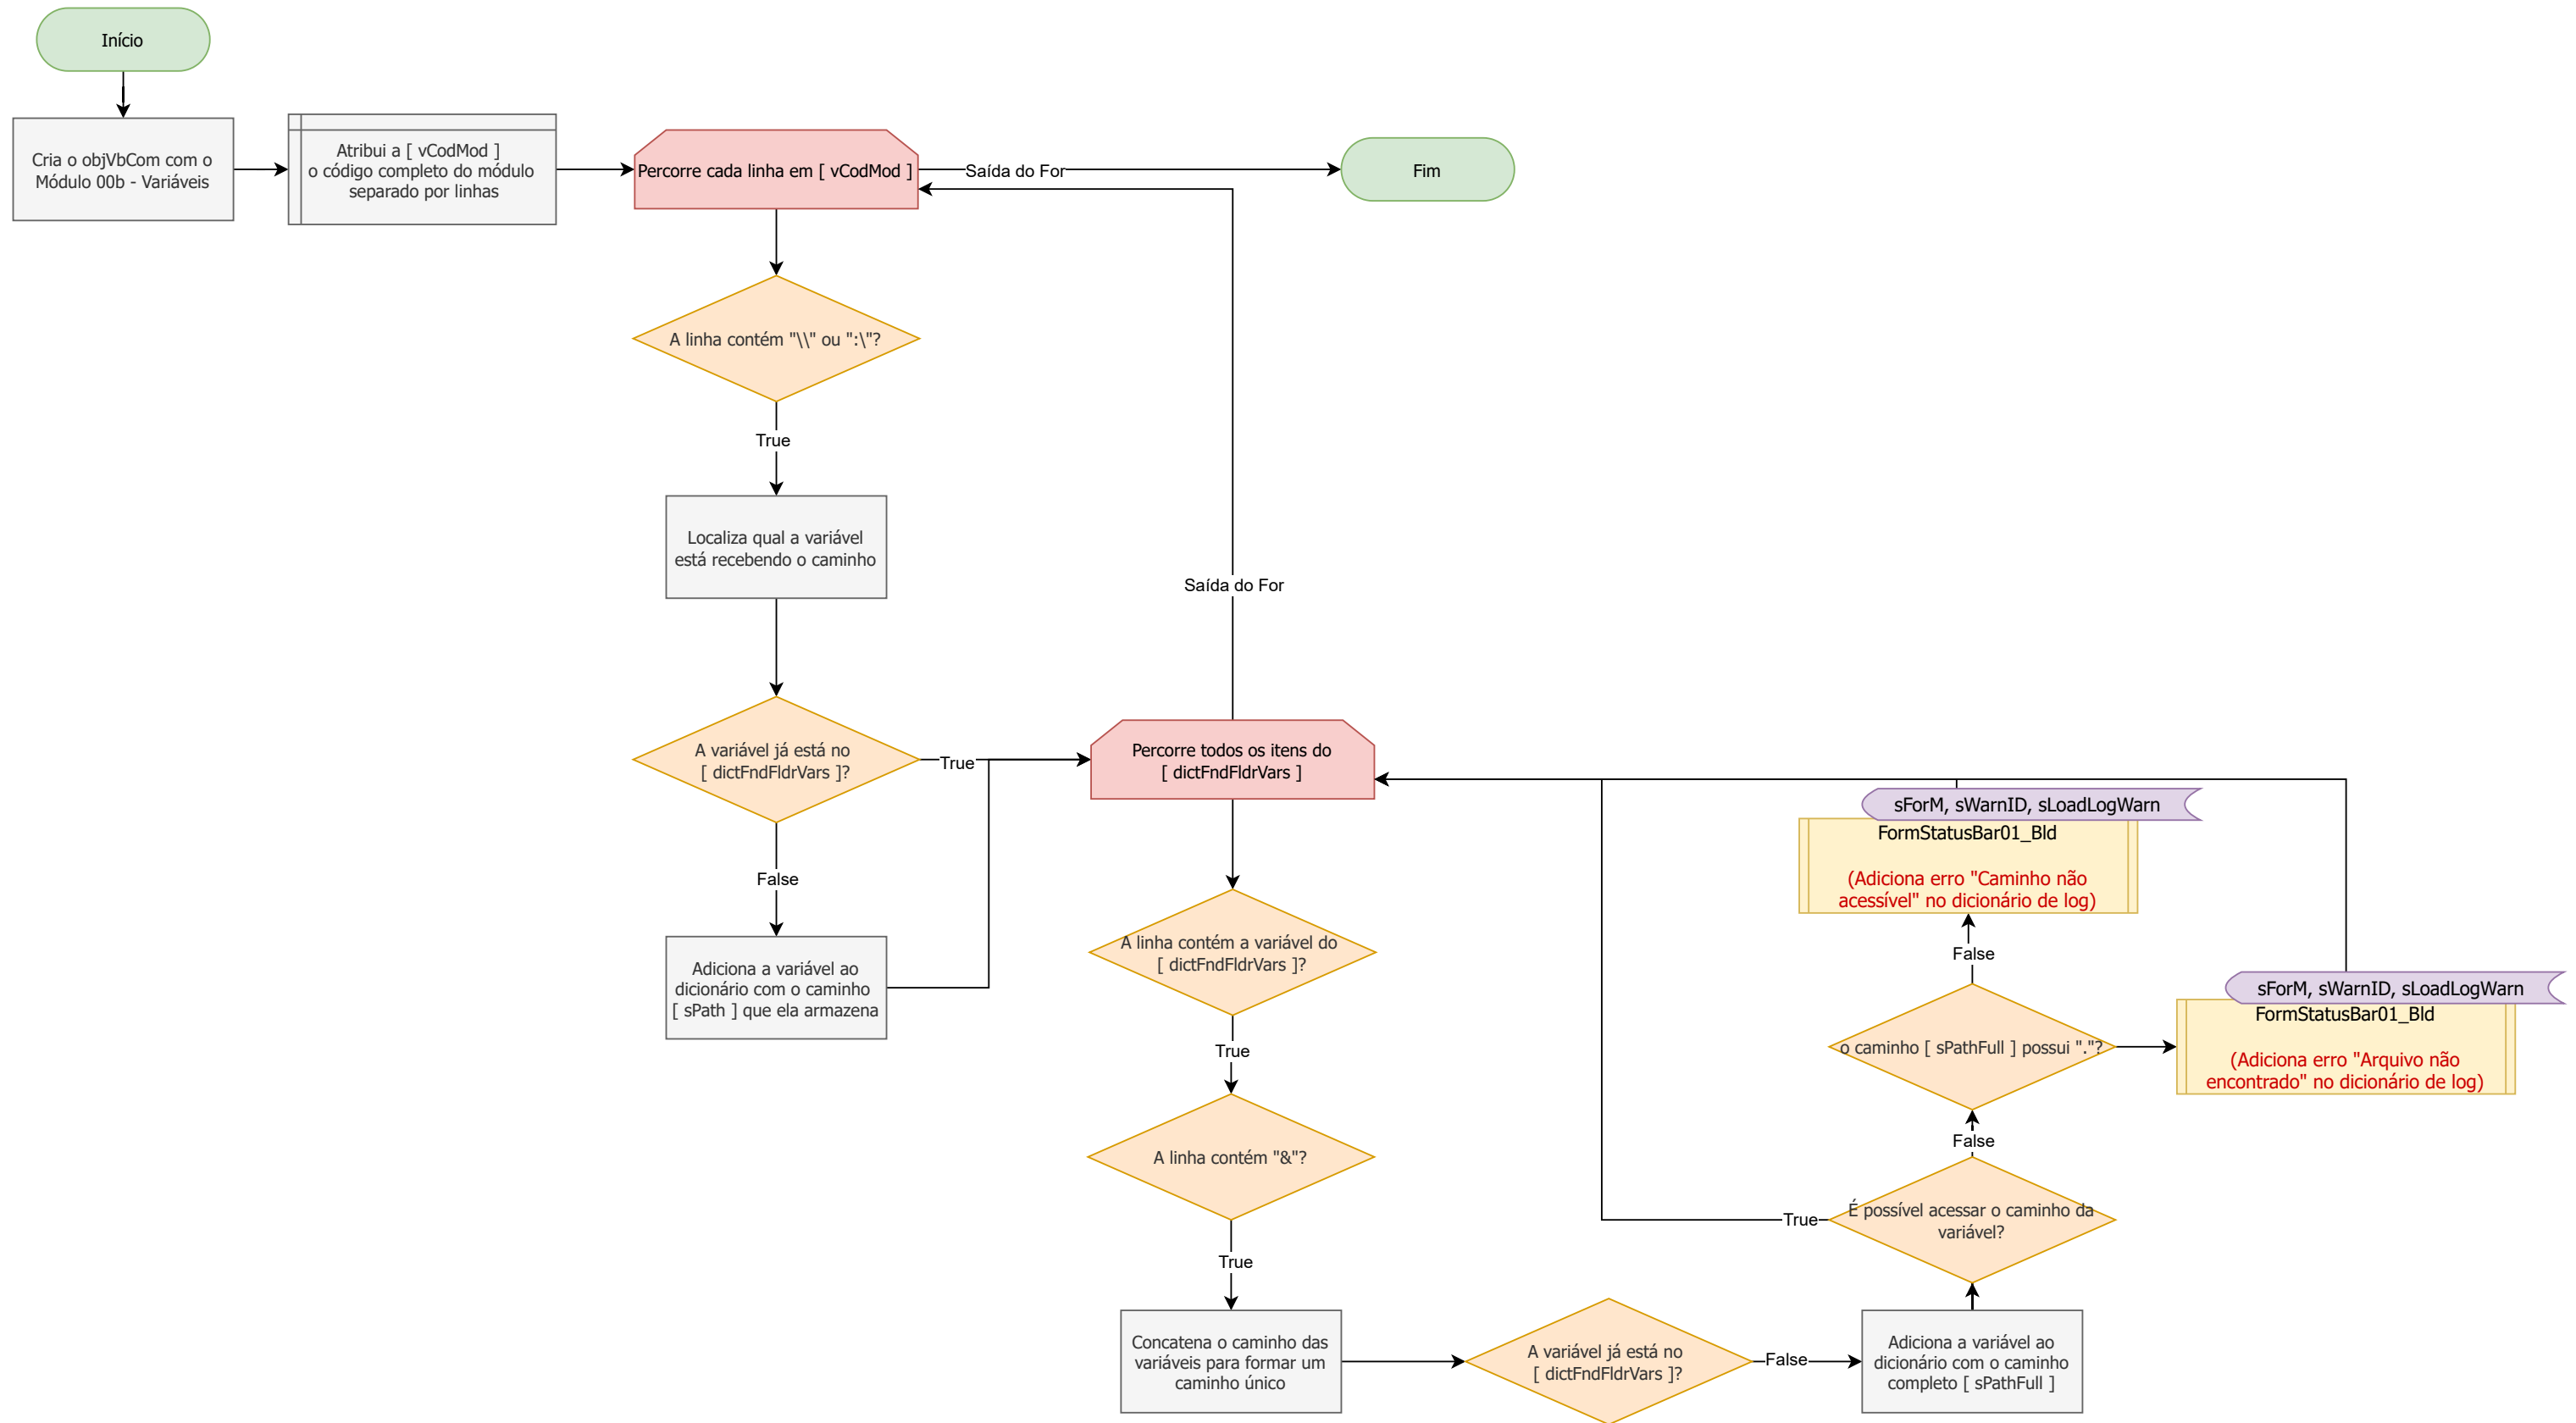 Início
Cria o objVbCom com o
Módulo 00b - Variáveis
Atribui a [ vCodMod ]
o código completo do módulo
separado por linhas
Percorre cada linha em [ vCodMod ]
Saída do For
Fim
A linha contém "\\" ou ":\"?
True
Localiza qual a variável
está recebendo o caminho
Saída do For
A variável já está no
[ dictFndFldrVars ]?
True
Percorre todos os itens do
[ dictFndFldrVars ]
False
Adiciona a variável ao
dicionário com o caminho
[ sPath ] que ela armazena
A linha contém a variável do
[ dictFndFldrVars ]?
True
A linha contém "&"?
True
Concatena o caminho das
variáveis para formar um
caminho único
A variável já está no
[ dictFndFldrVars ]?
False
Adiciona a variável ao
dicionário com o caminho
completo [ sPathFull ]
É possível acessar o caminho da
variável?
True
False
o caminho [ sPathFull ] possui "."?
False
sForM, sWarnID, sLoadLogWarn
FormStatusBar01_Bld
(Adiciona erro "Caminho não
acessível" no dicionário de log)
sForM, sWarnID, sLoadLogWarn
FormStatusBar01_Bld
(Adiciona erro "Arquivo não
encontrado" no dicionário de log)